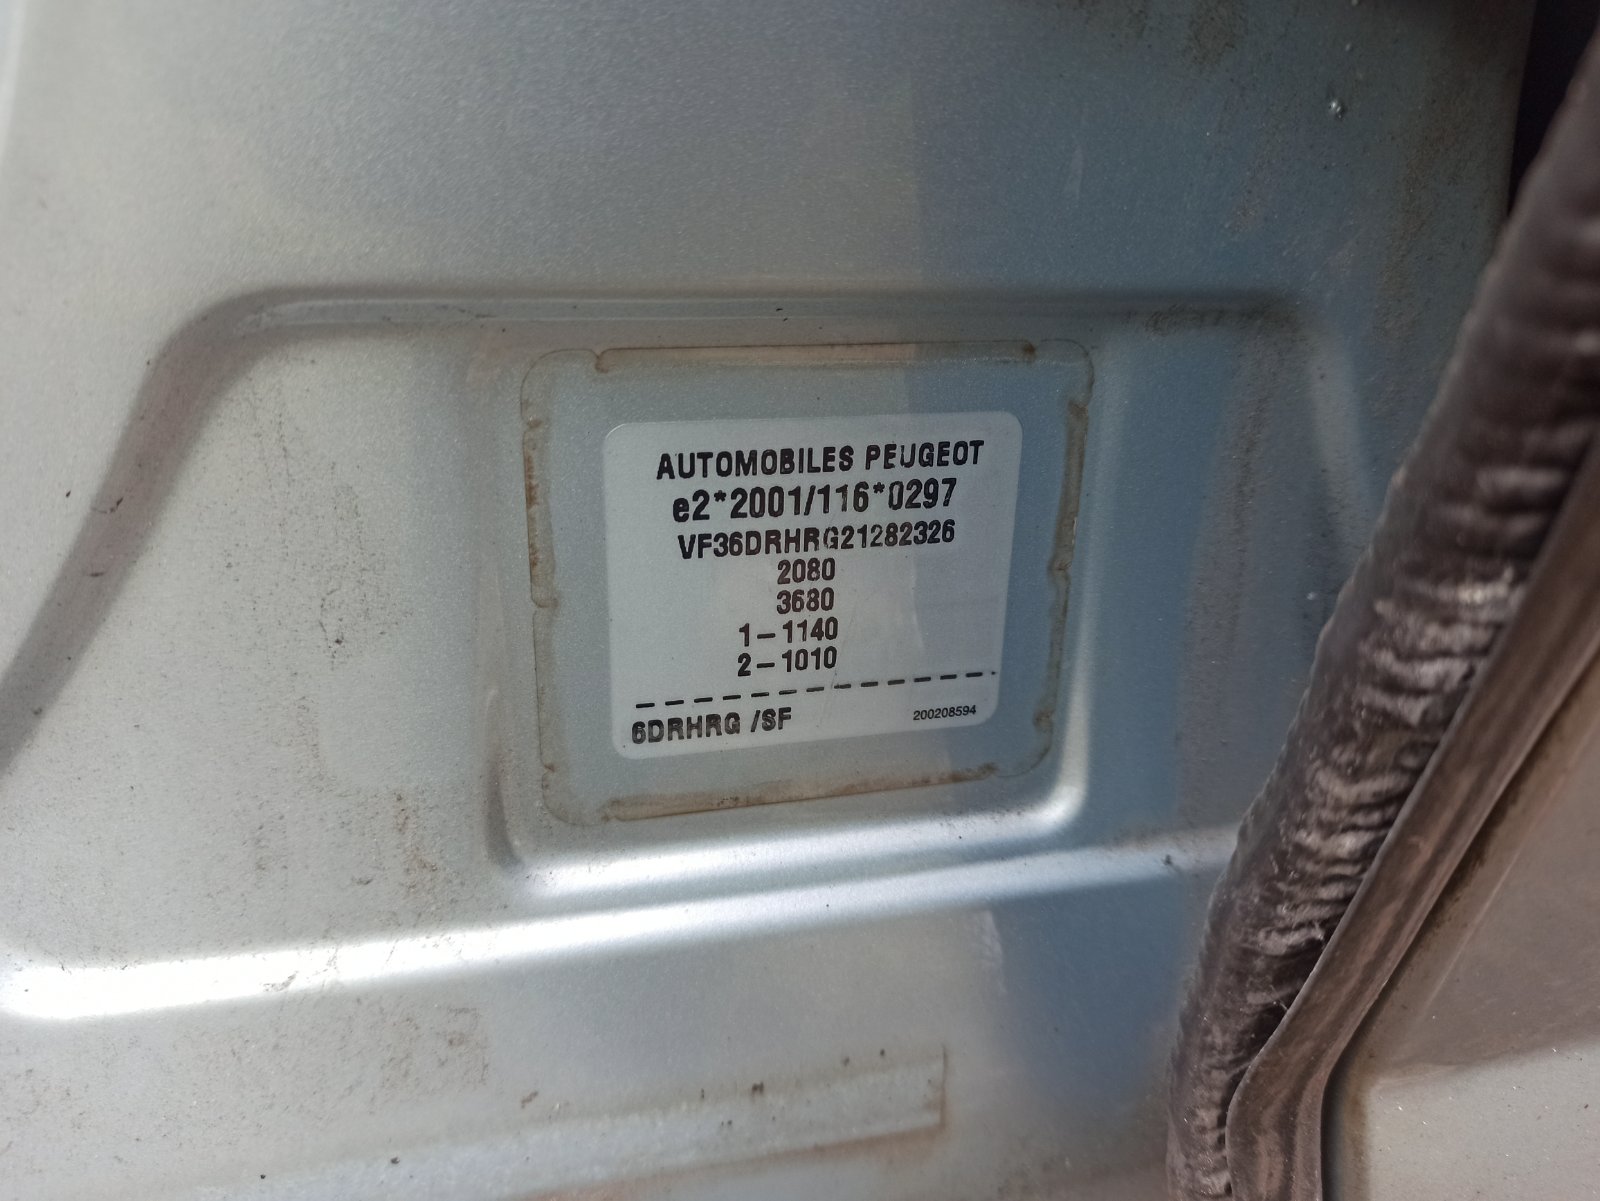 AUTOMOBILES PEUGEOT
e2*2001/116*0297
VF36DRHRG21282326
2080
3680
1-1140
2-1010
6DRHRG /SF
200208594